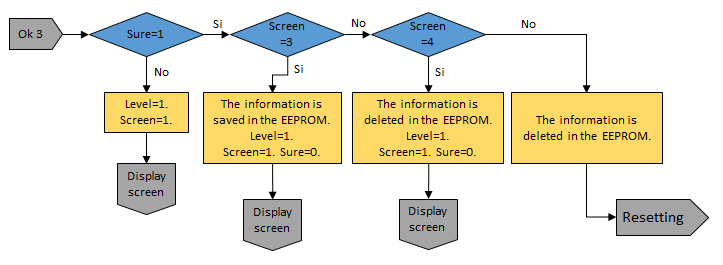 Ok 3
Sure=1
Si
Screen
=3
No
Screen
=4
No
No
Si
Si
Level=1.
Screen=1.
The information is
saved in the EEPROM.
Level=1.
Screen=1. Sure=0.
The information is
deleted in the EEPROM.
Level=1.
Screen=1. Sure=0.
The information is
deleted in the EEPROM.
Display
screen
Display
screen
Display
screen
Resetting